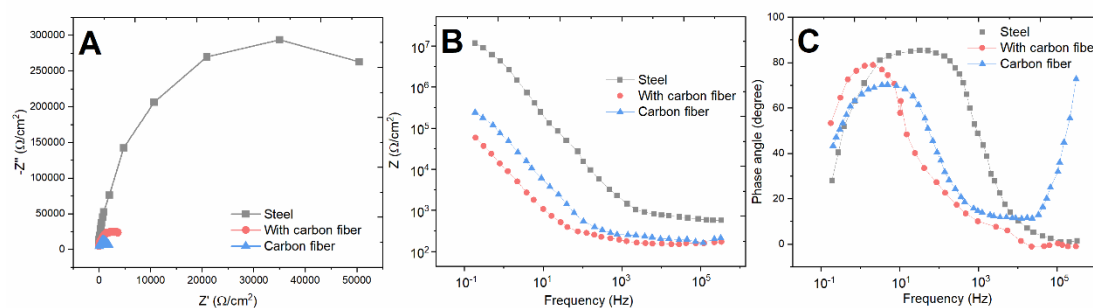 A
-Z'' (Ω/cm²)
300000
250000
200000
150000
100000
50000
0
0 10000 20000 30000 40000 50000
Z' (Ω/cm²)
Steel
With carbon fiber
Carbon fiber
B
Z (Ω/cm²)
10⁷
10⁶
10⁵
10⁴
10³
10²
10⁻¹ 10¹ 10³ 10⁵
Frequency (Hz)
Steel
With carbon fiber
Carbon fiber
C
Phase angle (degree)
100
80
60
40
20
0
10⁻¹ 10¹ 10³ 10⁵
Frequency (Hz)
Steel
With carbon fiber
Carbon fiber